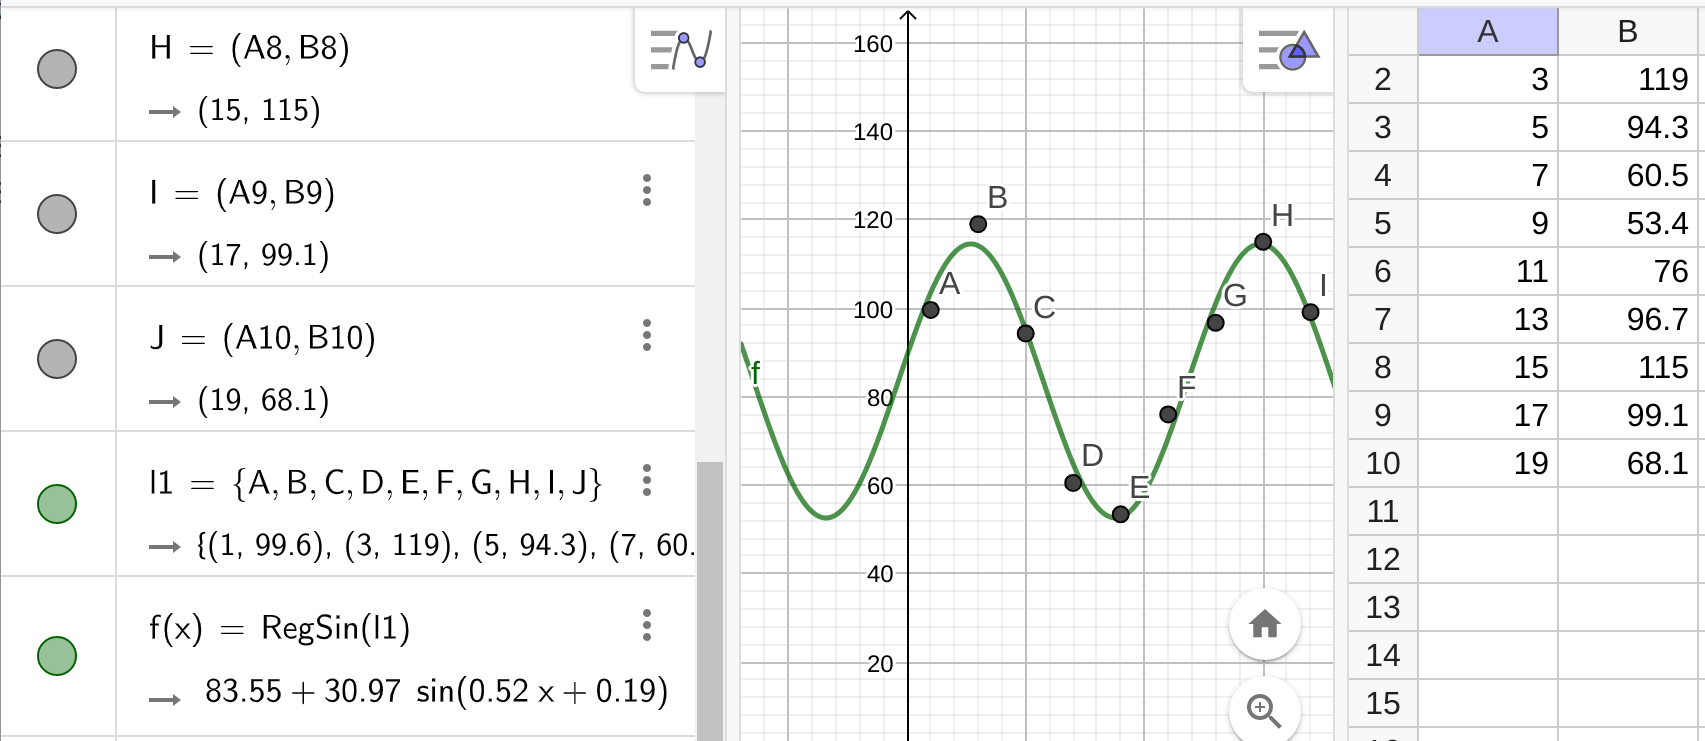 H = (A8, B8)
→ (15, 115)
I = (A9, B9)
→ (17, 99.1)
J = (A10, B10)
→ (19, 68.1)
l1 = {A, B, C, D, E, F, G, H, I, J}
→ {(1, 99.6), (3, 119), (5, 94.3), (7, 60.
f(x) = RegSin(l1)
→ 83.55 + 30.97 sin(0.52 x + 0.19)
160
140
120
100
80
60
40
20
f
A
B
C
D
E
F
G
H
I
A B
2 3 119
3 5 94.3
4 7 60.5
5 9 53.4
6 11 76
7 13 96.7
8 15 115
9 17 99.1
10 19 68.1
11
12
13
14
15